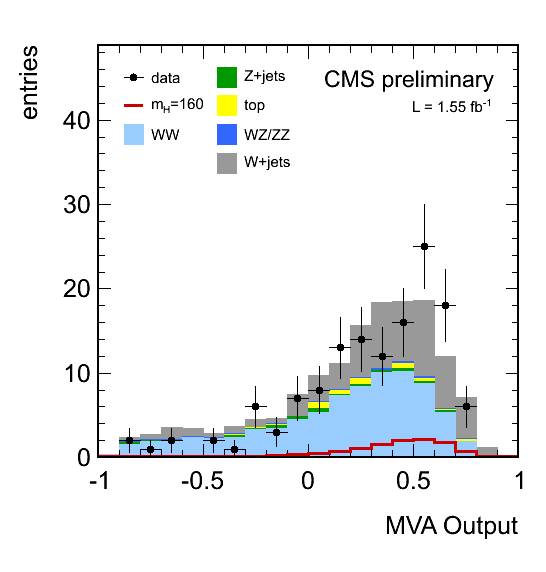 entries
data
m_H=160
WW
Z+jets
top
WZ/ZZ
W+jets
CMS preliminary
L = 1.55 fb⁻¹
40
30
20
10
0
-1 -0.5 0 0.5 1
MVA Output